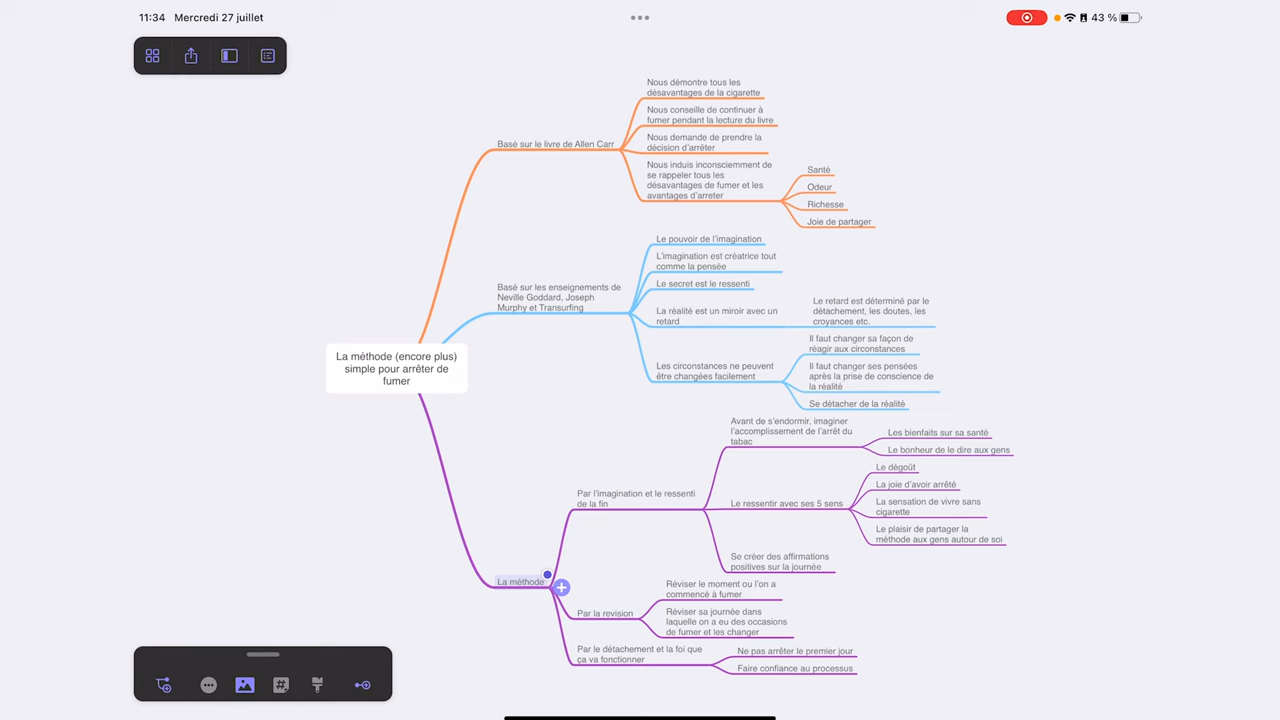 11:34 Mercredi 27 juillet
43 %
Nous démontre tous les
désavantages de la cigarette
Nous conseille de continuer à
fumer pendant la lecture du livre
Basé sur le livre de Allen Carr
Nous demande de prendre la
décision d'arrêter
Nous induis inconsciemment de
se rappeler tous les
désavantages de fumer et les
avantages d'arreter
Santé
Odeur
Richesse
Joie de partager
Le pouvoir de l'imagination
L'imagination est créatrice tout
comme la pensée
Basé sur les enseignements de
Neville Goddard, Joseph
Murphy et Transurfing
Le secret est le ressenti
La réalité est un miroir avec un
retard
Le retard est déterminé par le
détachement, les doutes, les
croyances etc.
Les circonstances ne peuvent
être changées facilement
Il faut changer sa façon de
réagir aux circonstances
Il faut changer ses pensées
après la prise de conscience de
la réalité
Se détacher de la réalité
La méthode (encore plus)
simple pour arrêter de
fumer
Avant de s'endormir, imaginer
l'accomplissement de l'arrêt du
tabac
Les bienfaits sur sa santé
Le bonheur de le dire aux gens
Par l'imagination et le ressenti
de la fin
Le ressentir avec ses 5 sens
Le dégoût
La joie d'avoir arrêté
La sensation de vivre sans
cigarette
Le plaisir de partager la
méthode aux gens autour de soi
Se créer des affirmations
positives sur la journée
La méthode
Par la revision
Réviser le moment ou l'on a
commencé à fumer
Réviser sa journée dans
laquelle on a eu des occasions
de fumer et les changer
Par le détachement et la foi que
ça va fonctionner
Ne pas arrêter le premier jour
Faire confiance au processus